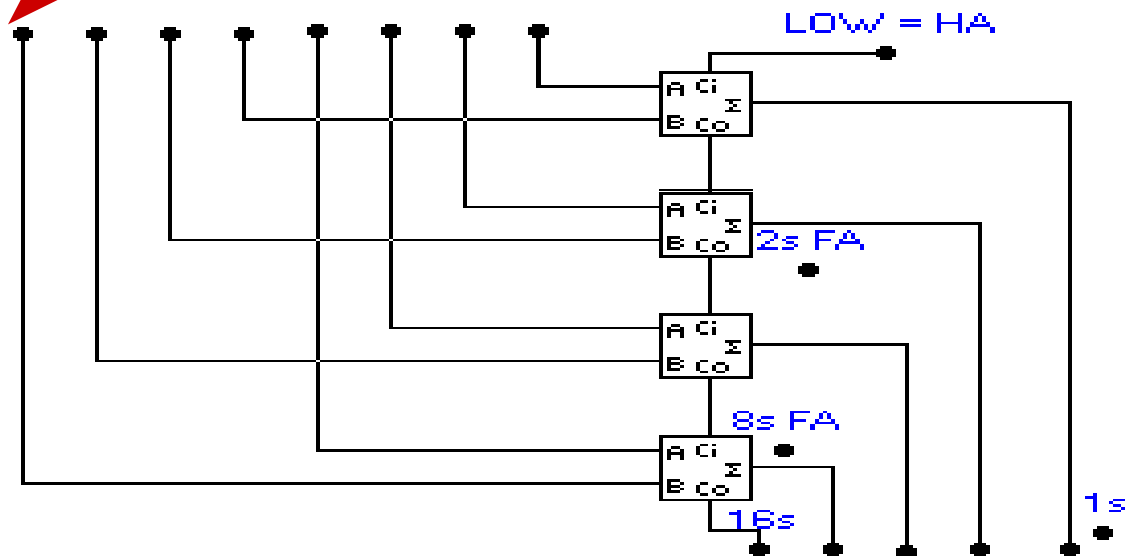 LOW = HA
A Ci
Σ
B Co
A Ci
Σ
B Co
2s FA
A Ci
Σ
B Co
8s FA
A Ci
Σ
B Co
16s
1s